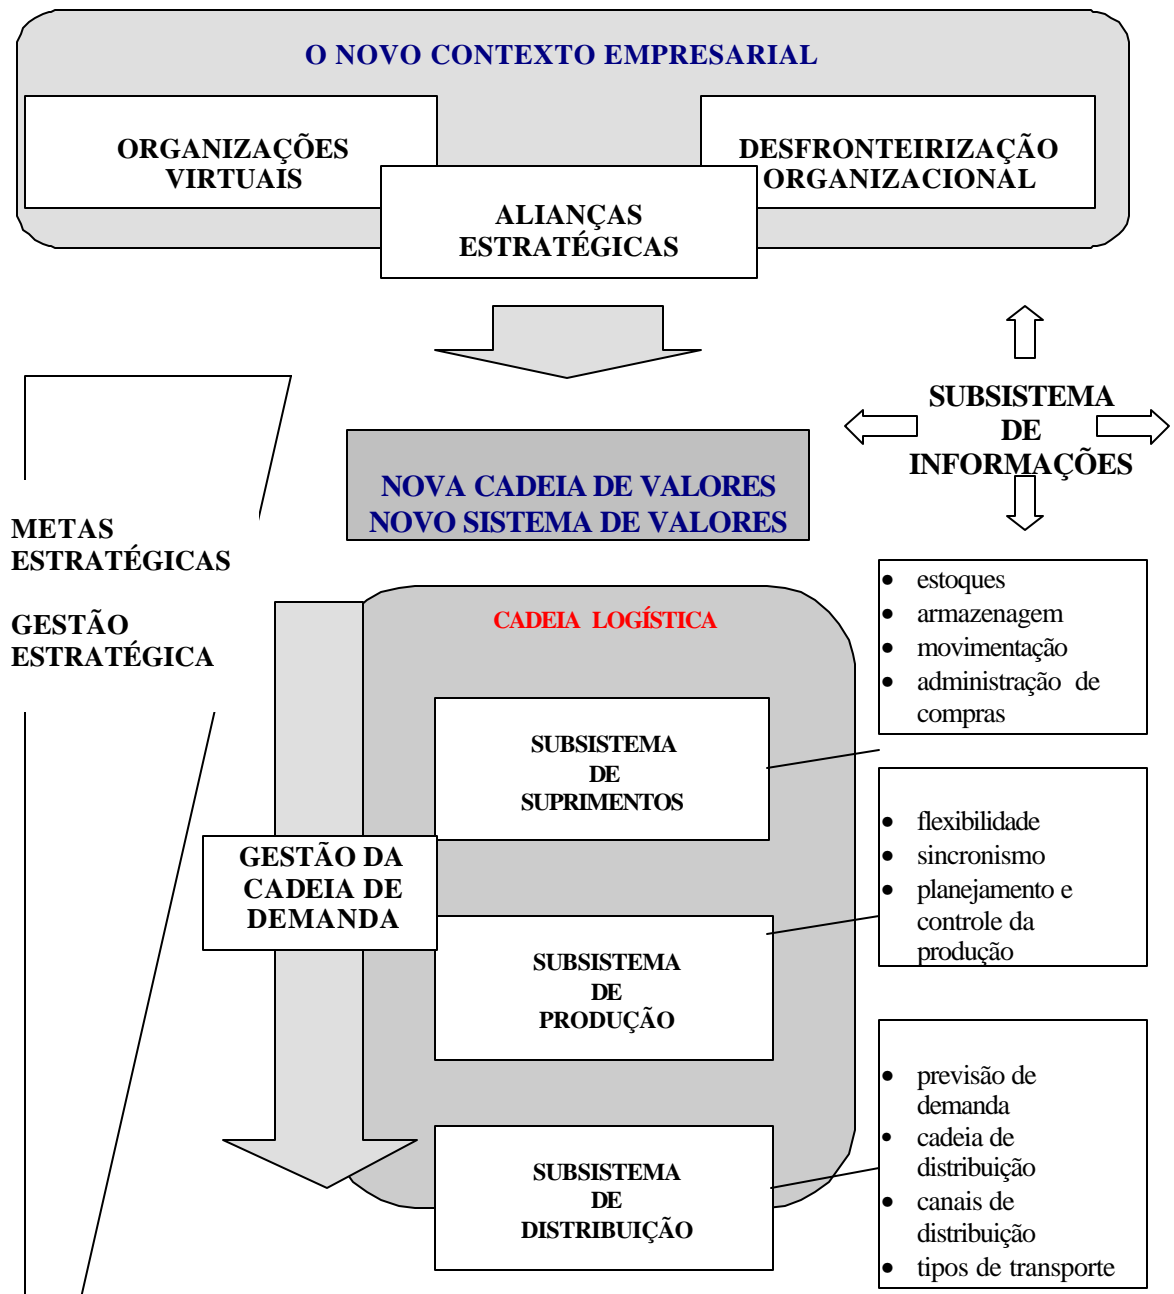 O NOVO CONTEXTO EMPRESARIAL
ORGANIZAÇÕES
VIRTUAIS
DESFRONTEIRIZAÇÃO
ORGANIZACIONAL
ALIANÇAS
ESTRATÉGICAS
SUBSISTEMA
DE
INFORMAÇÕES
NOVA CADEIA DE VALORES
NOVO SISTEMA DE VALORES
METAS
ESTRATÉGICAS
GESTÃO
ESTRATÉGICA
CADEIA LOGÍSTICA
• estoques
• armazenagem
• movimentação
• administração de
compras
SUBSISTEMA
DE
SUPRIMENTOS
• flexibilidade
• sincronismo
• planejamento e
controle da
produção
GESTÃO DA
CADEIA DE
DEMANDA
SUBSISTEMA
DE
PRODUÇÃO
• previsão de
demanda
• cadeia de
distribuição
• canais de
distribuição
• tipos de transporte
SUBSISTEMA
DE
DISTRIBUIÇÃO